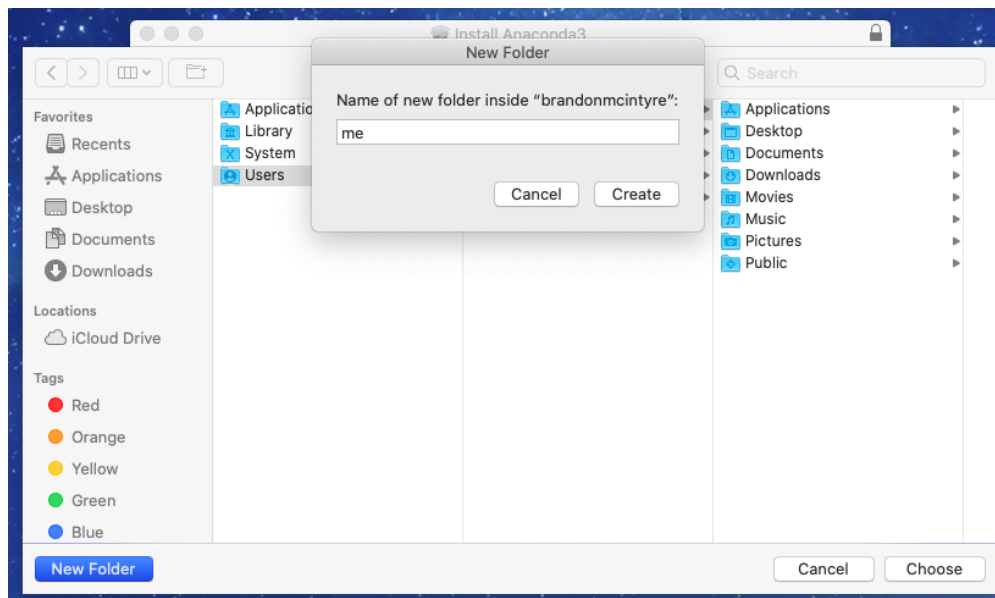 Install Anaconda3
New Folder
Search
Name of new folder inside “brandonmcintyre”:
me
Cancel
Create
Favorites
Recents
Applications
Desktop
Documents
Downloads
Locations
iCloud Drive
Tags
Red
Orange
Yellow
Green
Blue
Applicatio
Library
System
Users
Applications
Desktop
Documents
Downloads
Movies
Music
Pictures
Public
New Folder
Cancel
Choose